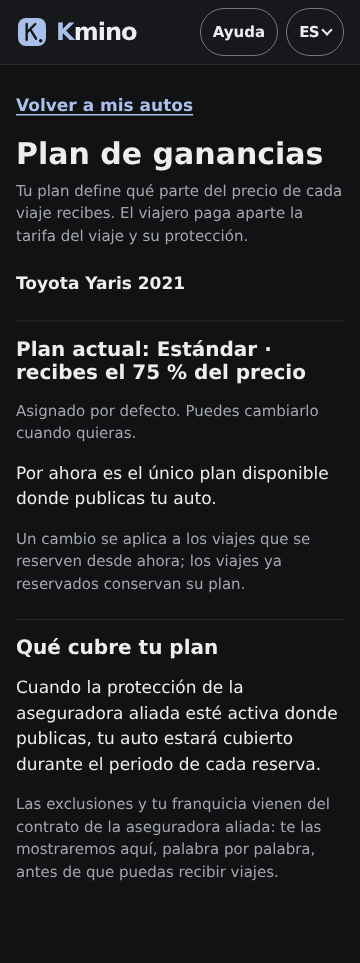 K. Kmino
Ayuda
ES
Volver a mis autos
Plan de ganancias
Tu plan define qué parte del precio de cada
viaje recibes. El viajero paga aparte la
tarifa del viaje y su protección.
Toyota Yaris 2021
Plan actual: Estándar ·
recibes el 75 % del precio
Asignado por defecto. Puedes cambiarlo
cuando quieras.
Por ahora es el único plan disponible
donde publicas tu auto.
Un cambio se aplica a los viajes que se
reserven desde ahora; los viajes ya
reservados conservan su plan.
Qué cubre tu plan
Cuando la protección de la
aseguradora aliada esté activa donde
publicas, tu auto estará cubierto
durante el periodo de cada reserva.
Las exclusiones y tu franquicia vienen del
contrato de la aseguradora aliada: te las
mostraremos aquí, palabra por palabra,
antes de que puedas recibir viajes.